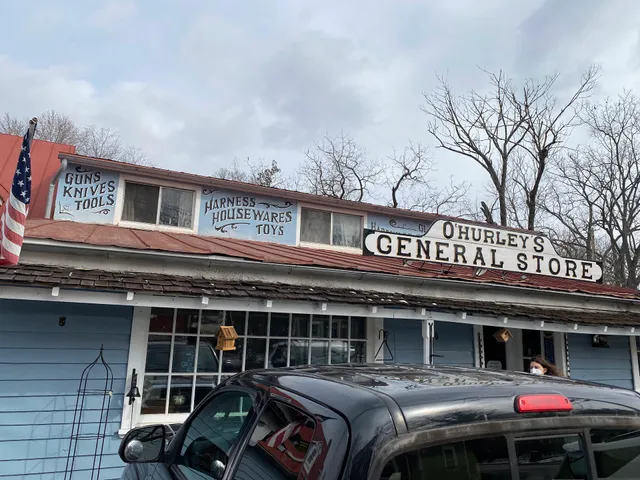 GUNS
KNIVES
TOOLS
HARNESS
HOUSEWARES
TOYS
O'HURLEY'S
GENERAL STORE